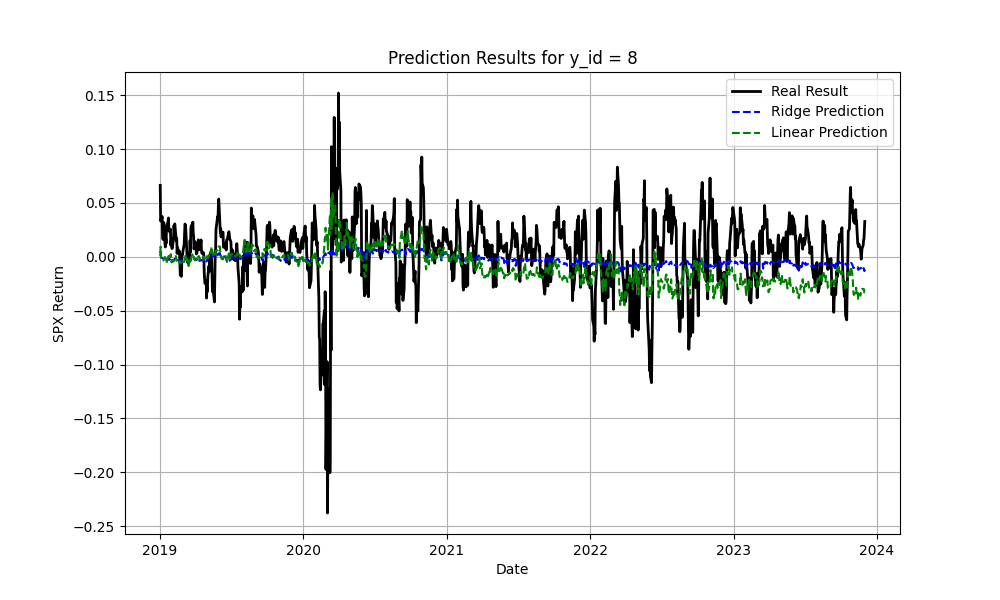 Prediction Results for y_id = 8
Real Result
Ridge Prediction
Linear Prediction
0.15
0.10
0.05
0.00
−0.05
−0.10
−0.15
−0.20
−0.25
SPX Return
2019 2020 2021 2022 2023 2024
Date